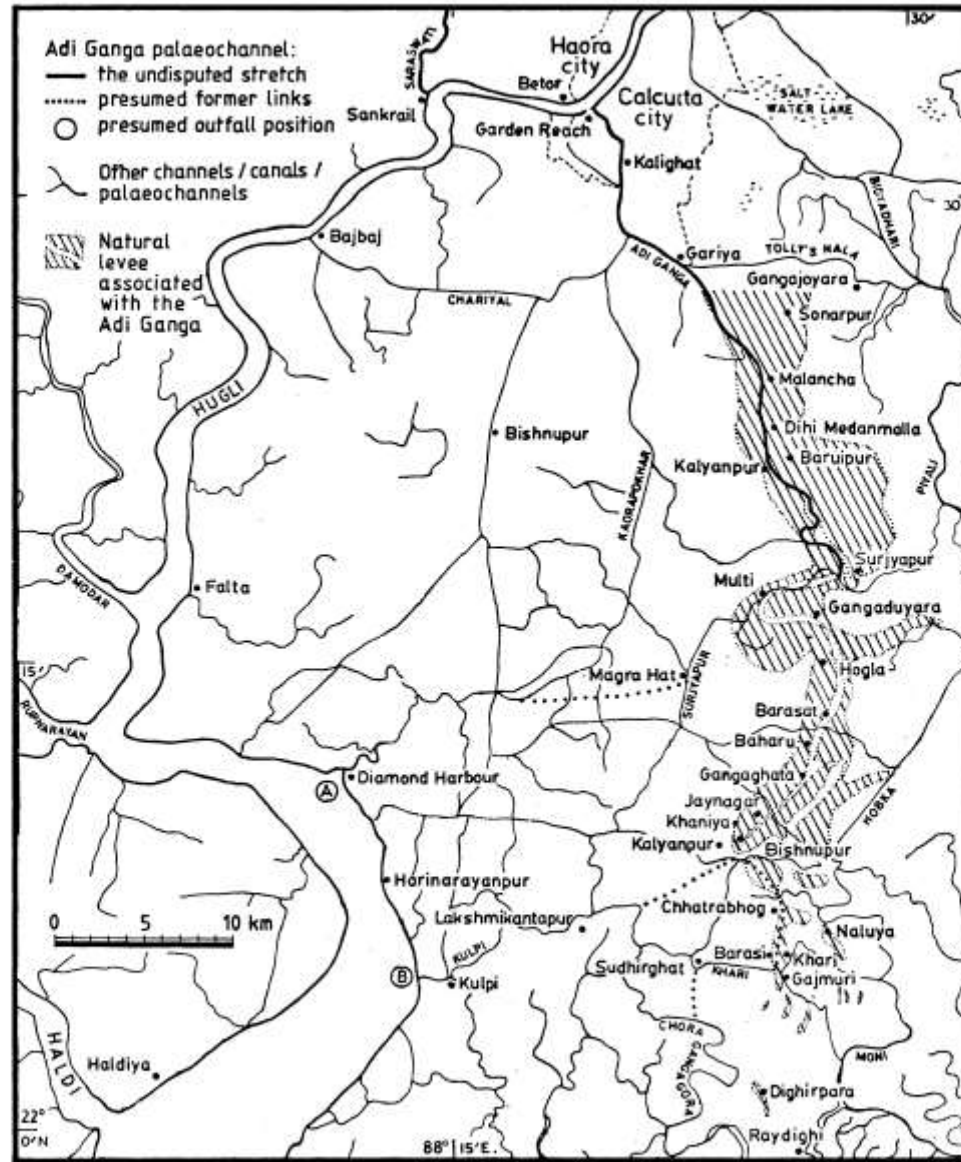 Adi Ganga palaeochannel:
the undisputed stretch
presumed former links
presumed outfall position
Other channels / canals /
palaeochannels
Natural
levee
associated
with the
Adi Ganga
SARASWATI
Haora
city
30'
Betor
SALT
WATER LAKE
Sankrail
Calcutta
city
Garden Reach
Kalighat
BIDYADHARI
30'
Bajbaj
ADI GANGA
Gariya
TOLLY'S NALA
Gangajoyara
CHARIYAL
Sonarpur
HUGLI
Malancha
Bishnupur
Dihi Medanmalla
Baruipur
Kalyanpur
PIYALI
KAORAPOKHAR
Surjyapur
DAMODAR
Falta
Multi
Gangaduyara
15'
Magra Hat
SURJYAPUR
Hogla
RUPNARAYAN
Barasat
Baharu
A
Diamond Harbour
Gangaghata
Jaynagar
Khaniya
Kalyanpur
Bishnupur
Horinarayanpur
0 5 10 km
Chhatrabhog
Lakshmikantapur
Naluya
KULPI
Barasi
Khari
Sudhirghat
KHARI
Gajmuri
B
Kulpi
CHORA
GANGA
GORA
HALDI
Haldiya
MONI
Dighirpara
22°
0'N
88° 15'E.
Raydighi